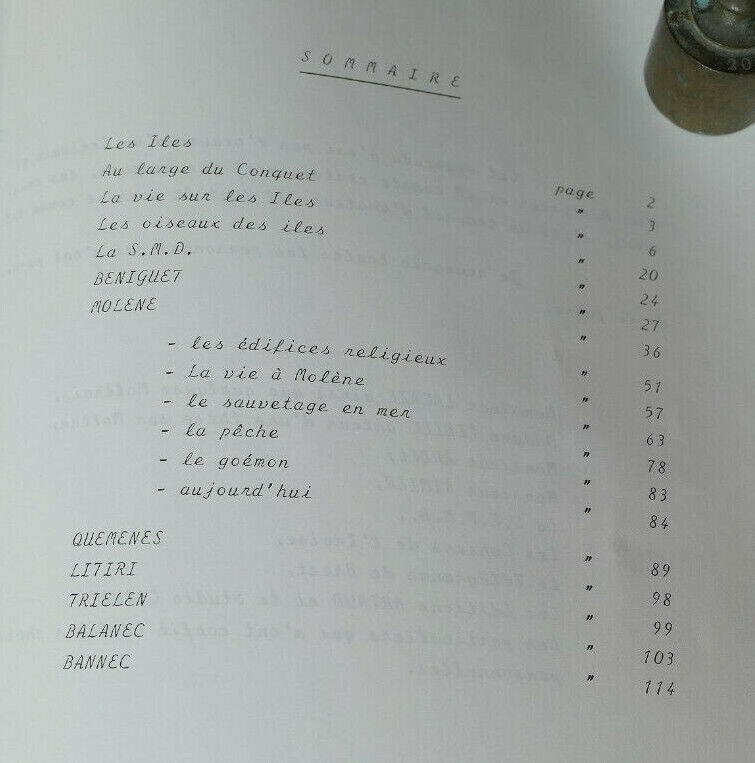 SOMMAIRE
Les Iles page 2
Au large du Conquet " 3
La vie sur les Iles " 6
Les oiseaux des iles " 20
La S.M.D. " 24
BENIGUET " 27
MOLENE " 36
- les édifices religieux " 51
- La vie à Molène " 57
- le sauvetage en mer " 63
- la pêche " 78
- le goémon " 83
- aujourd'hui " 84
QUEMENES " 89
LITIRI " 98
TRIELEN " 99
BALANEC " 103
BANNEC " 114
20